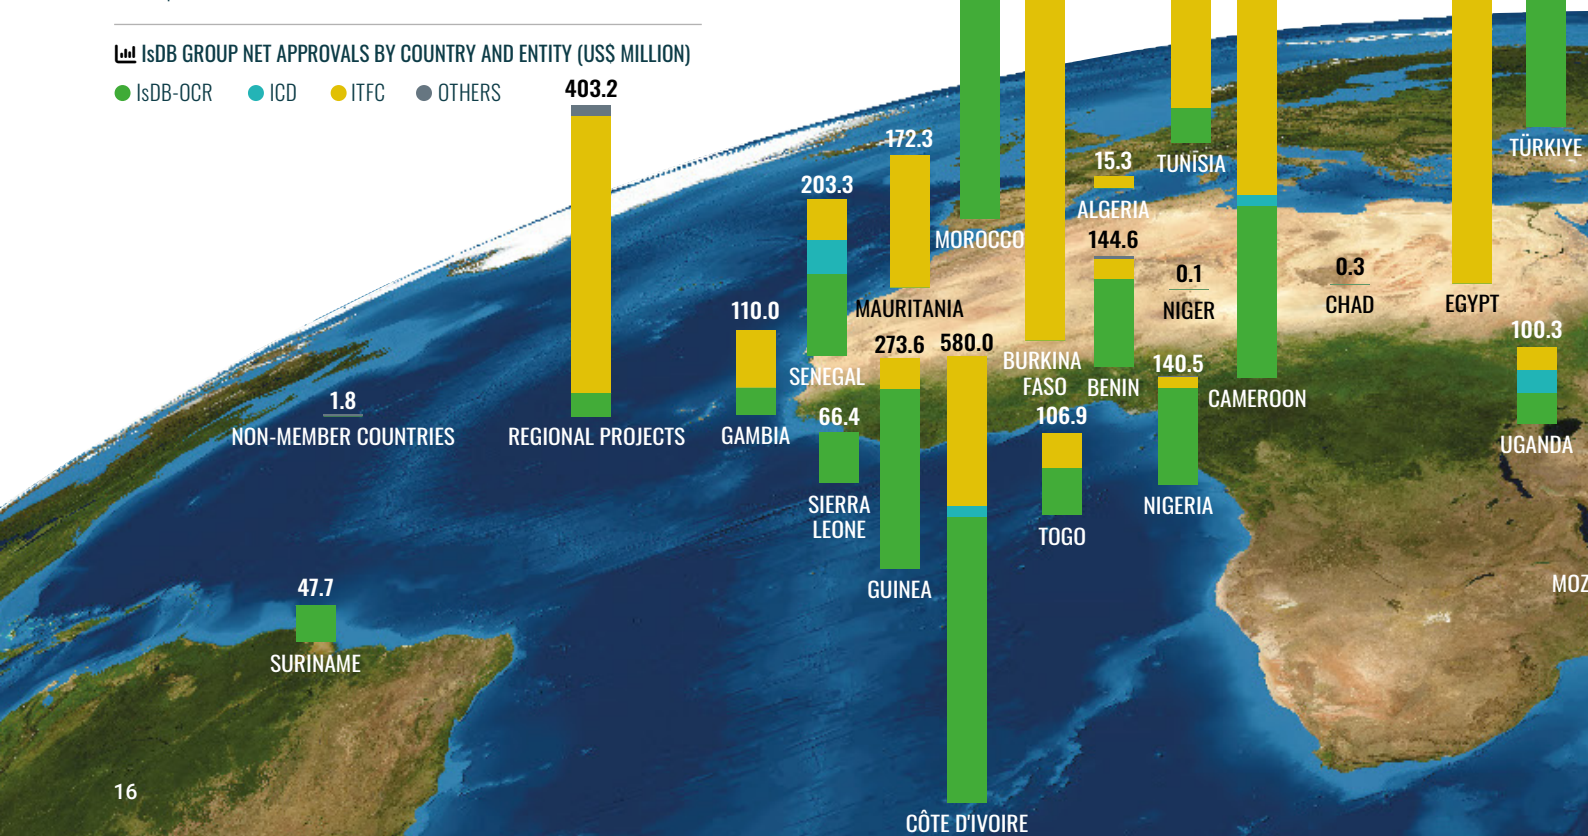 IsDB GROUP NET APPROVALS BY COUNTRY AND ENTITY (US$ MILLION)
IsDB-OCR ICD ITFC OTHERS
403.2
REGIONAL PROJECTS
1.8
NON-MEMBER COUNTRIES
110.0
GAMBIA
203.3
SENEGAL
172.3
MAURITANIA
MOROCCO
15.3
ALGERIA
TUNISIA
TÜRKIYE
144.6
BENIN
0.1
NIGER
0.3
CHAD
EGYPT
BURKINA
FASO
CAMEROON
100.3
UGANDA
66.4
SIERRA
LEONE
273.6
GUINEA
580.0
CÔTE D'IVOIRE
106.9
TOGO
140.5
NIGERIA
MOZ
47.7
SURINAME
16